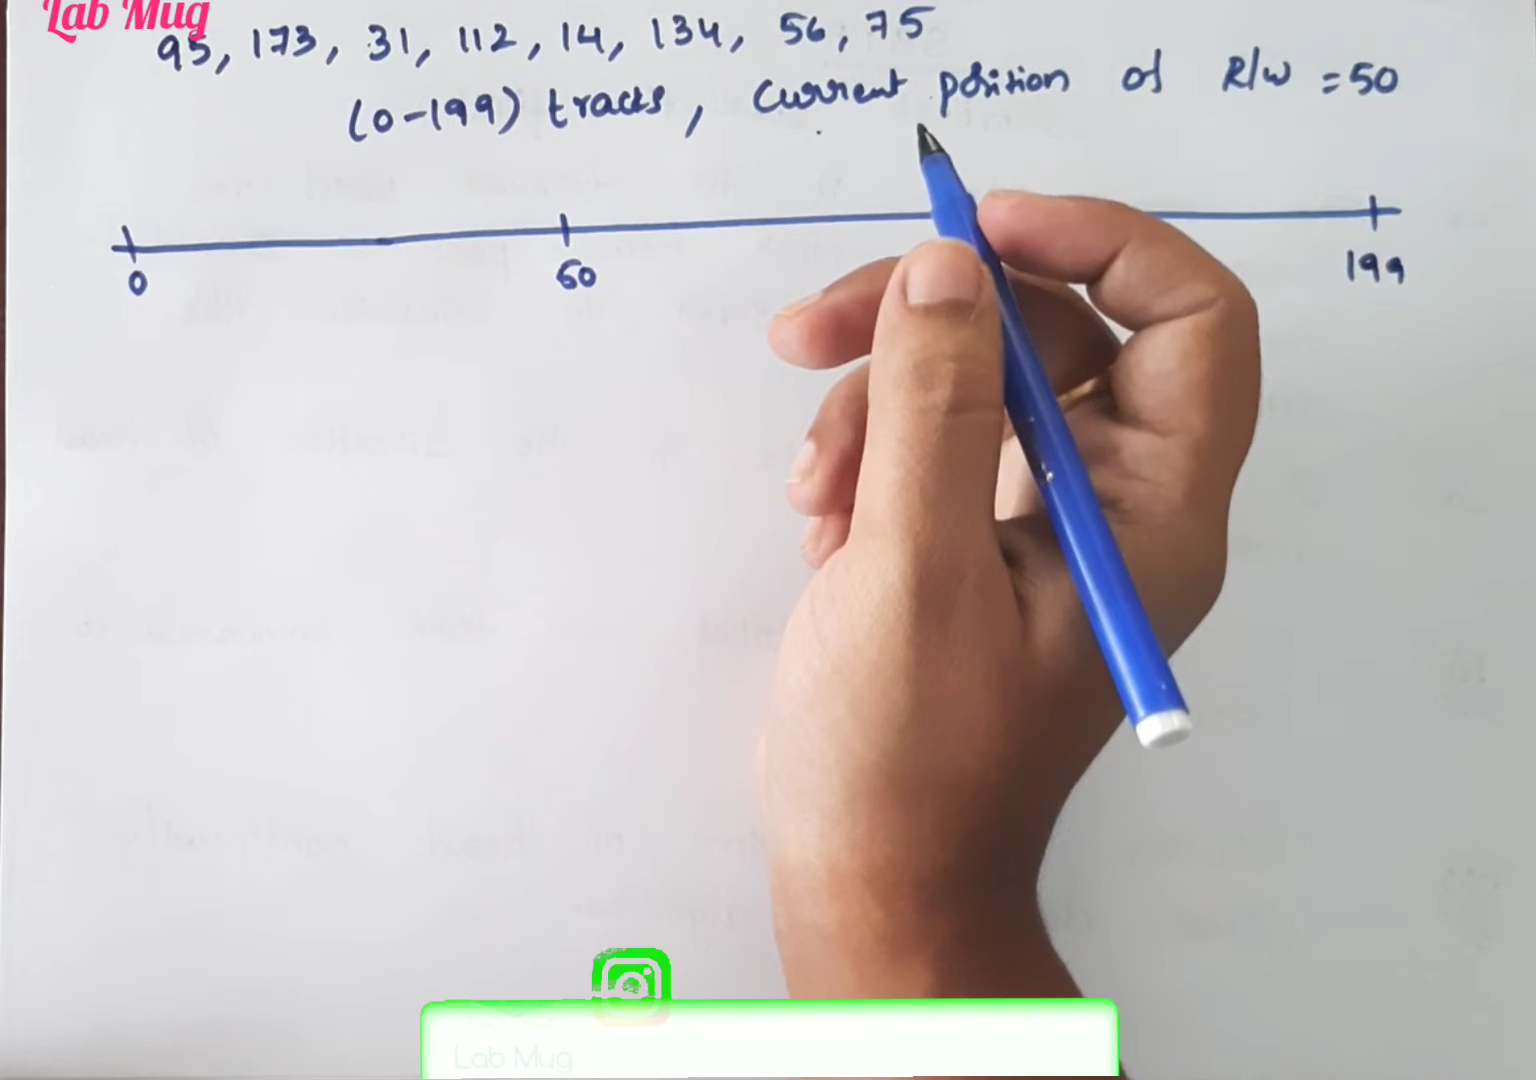 Lab Mug
95, 173, 31, 112, 14, 134, 56, 75
(0-199) tracks, Current position of R/W = 50
0 50 199
Lab Mug